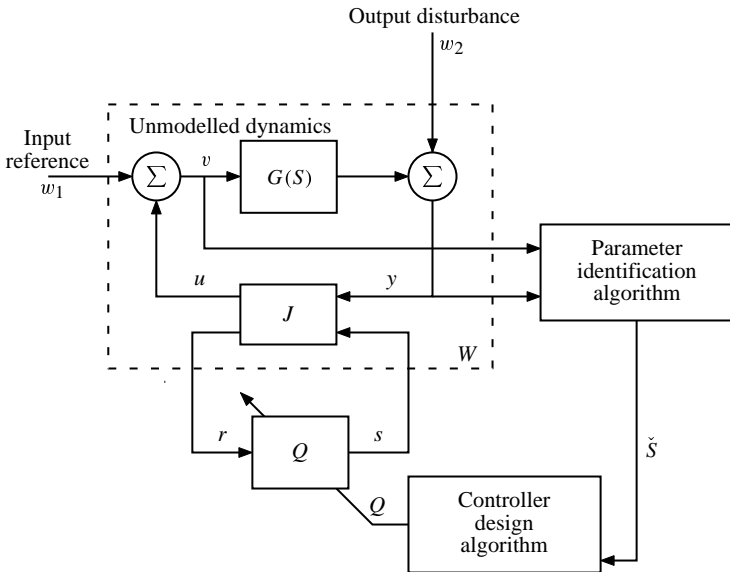 Output disturbance
w₂
Unmodelled dynamics
Input
reference
w₁
Σ
v
G(S)
Σ
Parameter
identification
algorithm
u
y
J
W
r
Q
s
Š
Q
Controller
design
algorithm